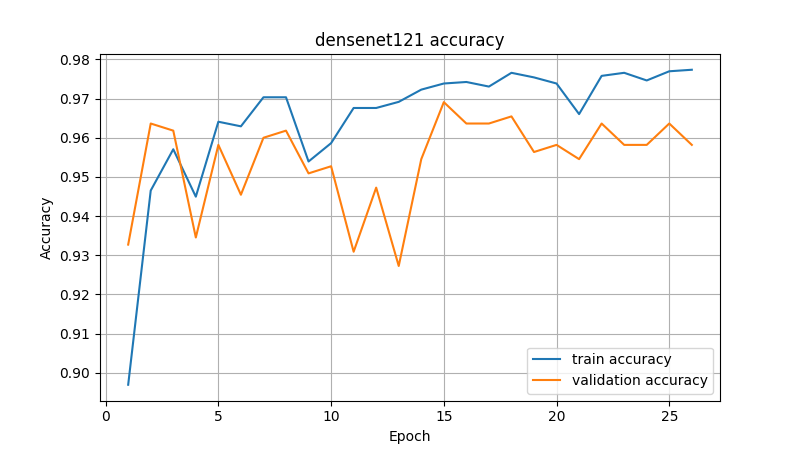 densenet121 accuracy
0.98
0.97
0.96
0.95
0.94
0.93
0.92
0.91
0.90
Accuracy
train accuracy
validation accuracy
0 5 10 15 20 25
Epoch